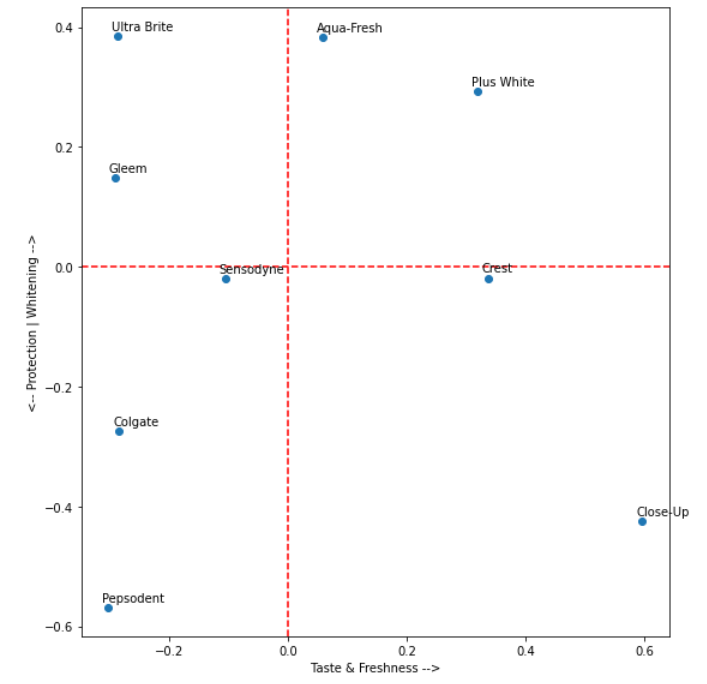 0.4
0.2
0.0
−0.2
−0.4
−0.6
<-- Protection | Whitening -->
Ultra Brite
Aqua-Fresh
Plus White
Gleem
Sensodyne
Crest
Colgate
Close-Up
Pepsodent
−0.2
0.0
0.2
0.4
0.6
Taste & Freshness -->